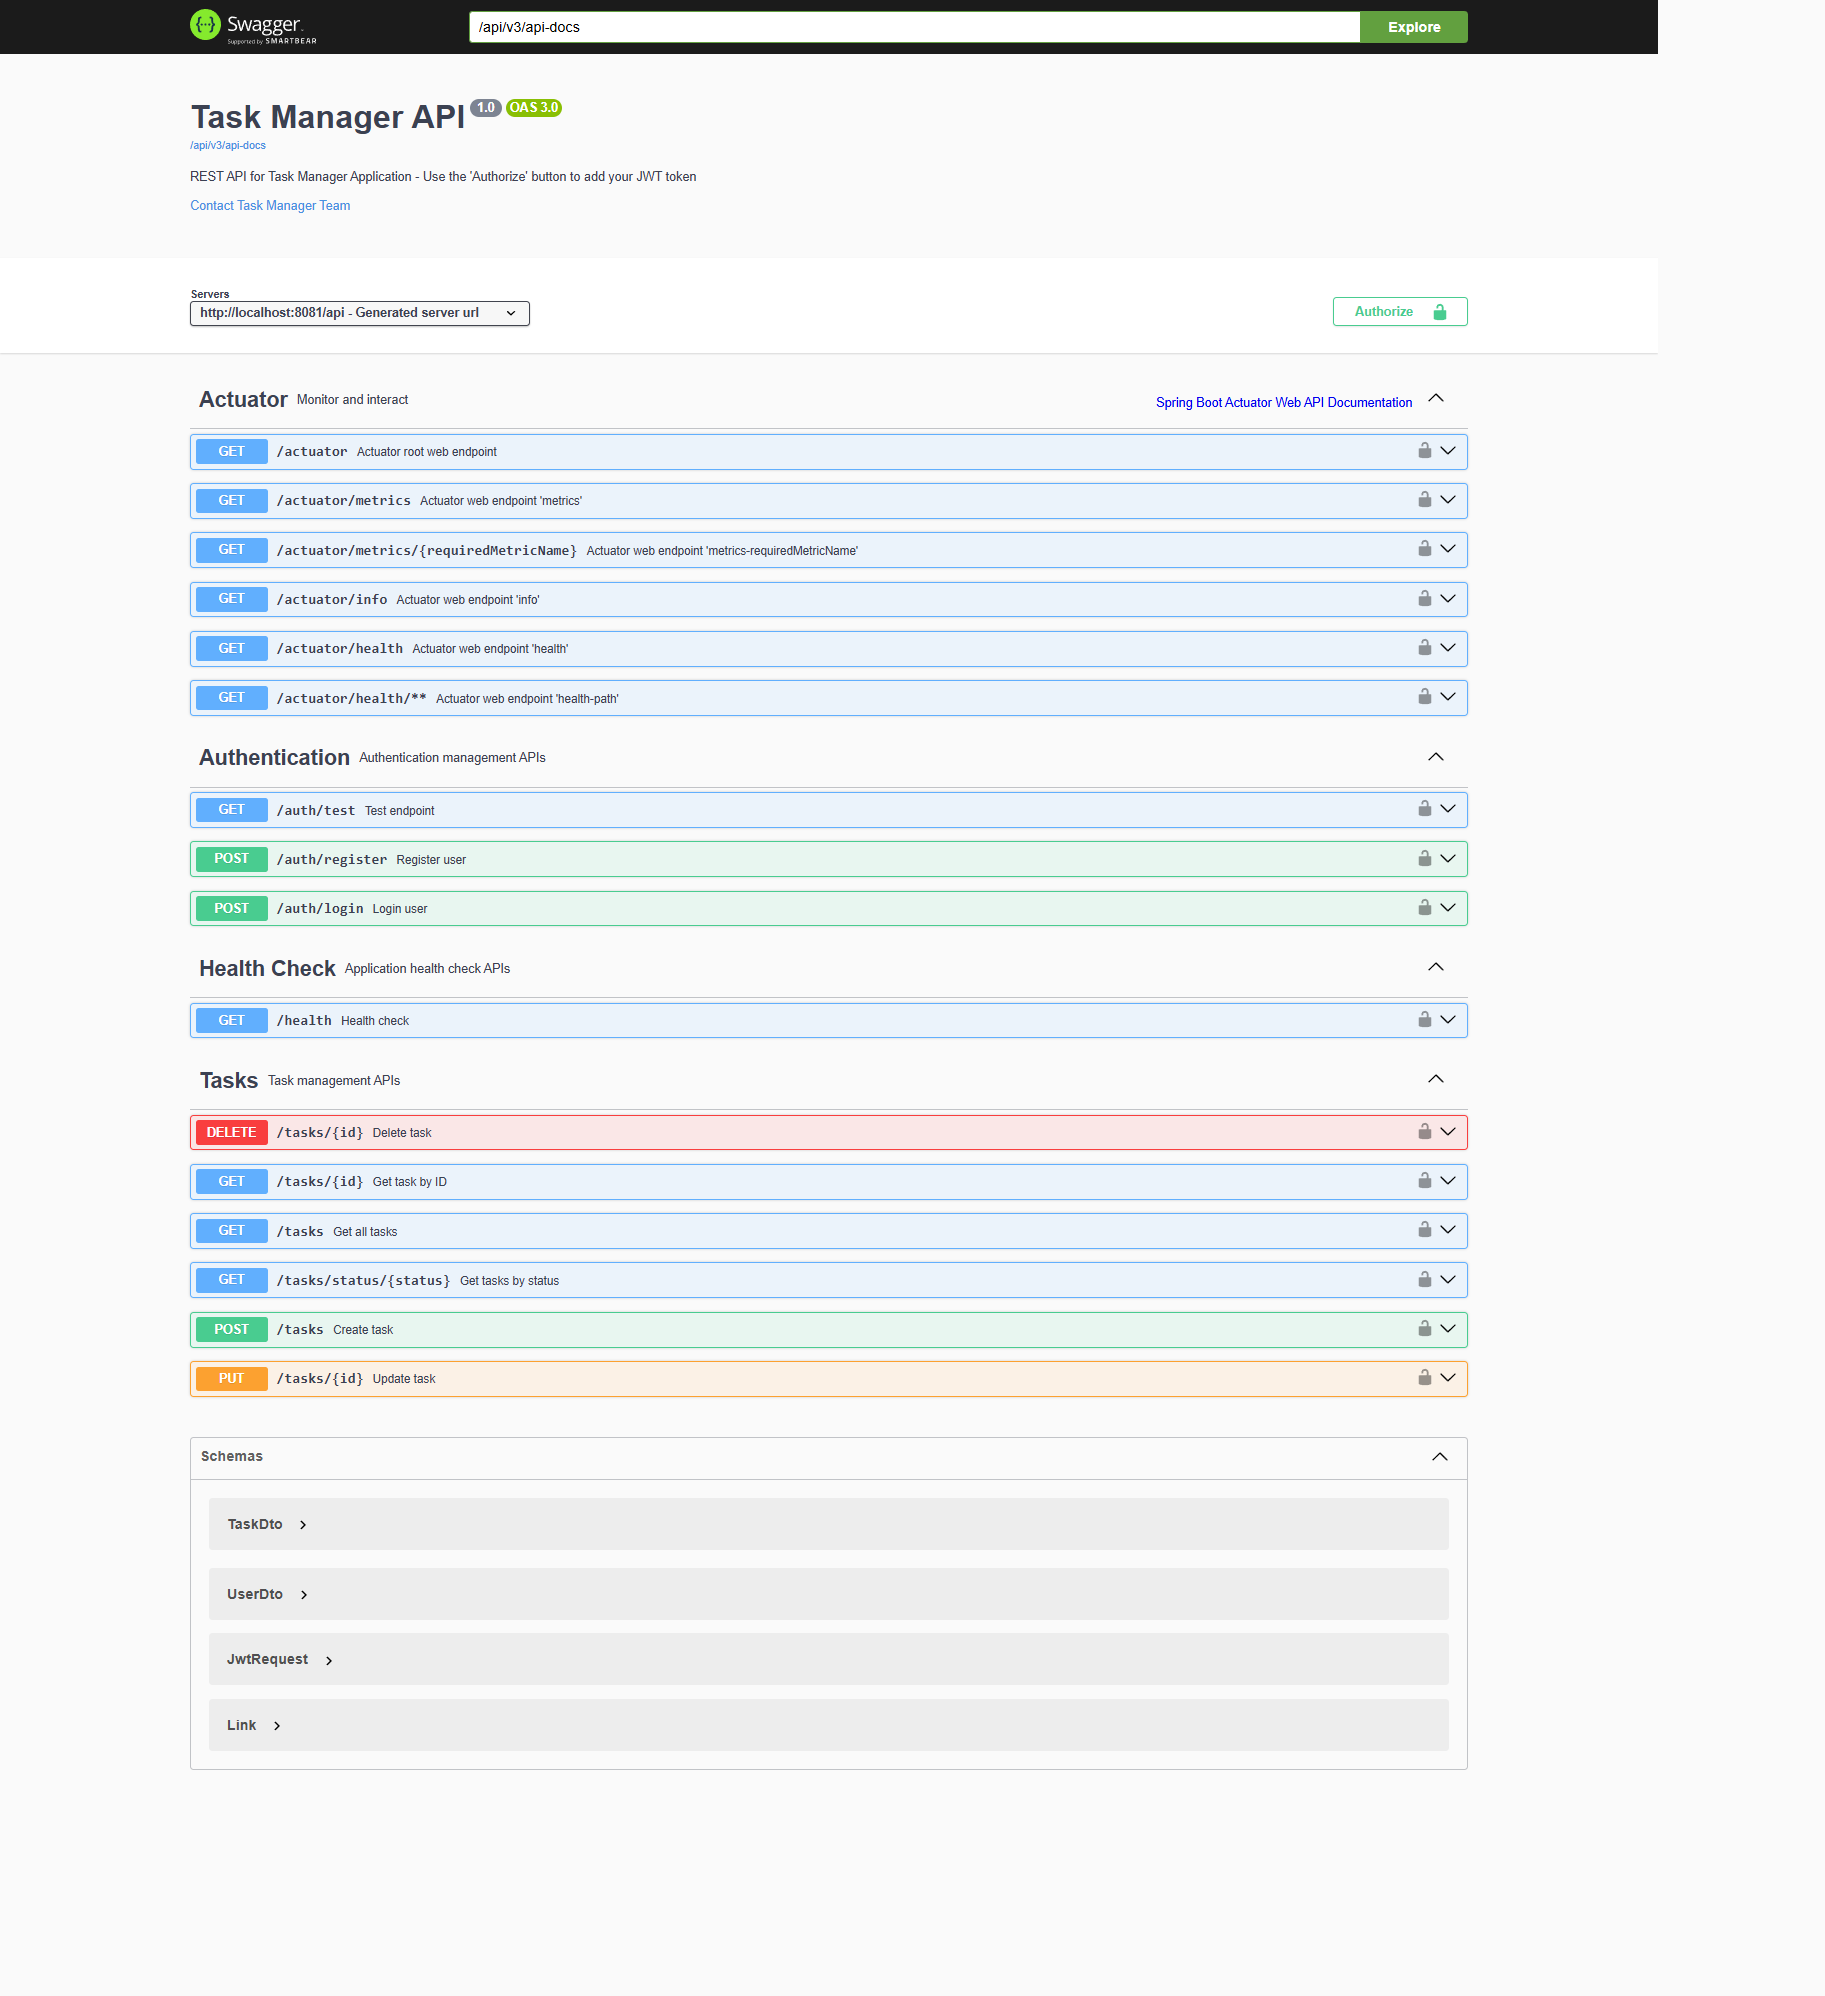 Swagger
Supported by SMARTBEAR
/api/v3/api-docs
Explore
Task Manager API 1.0 OAS 3.0
/api/v3/api-docs
REST API for Task Manager Application - Use the 'Authorize' button to add your JWT token
Contact Task Manager Team
Servers
http://localhost:8081/api - Generated server url
Authorize
Actuator Monitor and interact Spring Boot Actuator Web API Documentation
GET /actuator Actuator root web endpoint
GET /actuator/metrics Actuator web endpoint 'metrics'
GET /actuator/metrics/{requiredMetricName} Actuator web endpoint 'metrics-requiredMetricName'
GET /actuator/info Actuator web endpoint 'info'
GET /actuator/health Actuator web endpoint 'health'
GET /actuator/health/** Actuator web endpoint 'health-path'
Authentication Authentication management APIs
GET /auth/test Test endpoint
POST /auth/register Register user
POST /auth/login Login user
Health Check Application health check APIs
GET /health Health check
Tasks Task management APIs
DELETE /tasks/{id} Delete task
GET /tasks/{id} Get task by ID
GET /tasks Get all tasks
GET /tasks/status/{status} Get tasks by status
POST /tasks Create task
PUT /tasks/{id} Update task
Schemas
TaskDto
UserDto
JwtRequest
Link